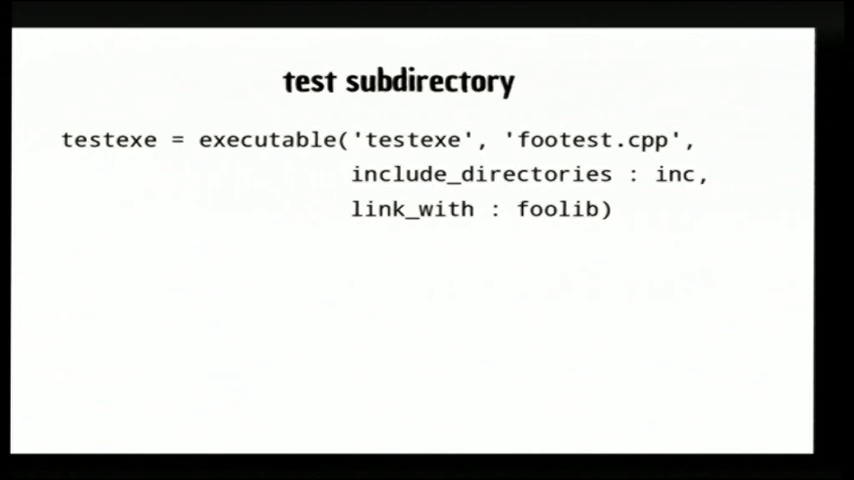 test subdirectory
testexe = executable('testexe', 'footest.cpp',
include_directories : inc,
link_with : foolib)